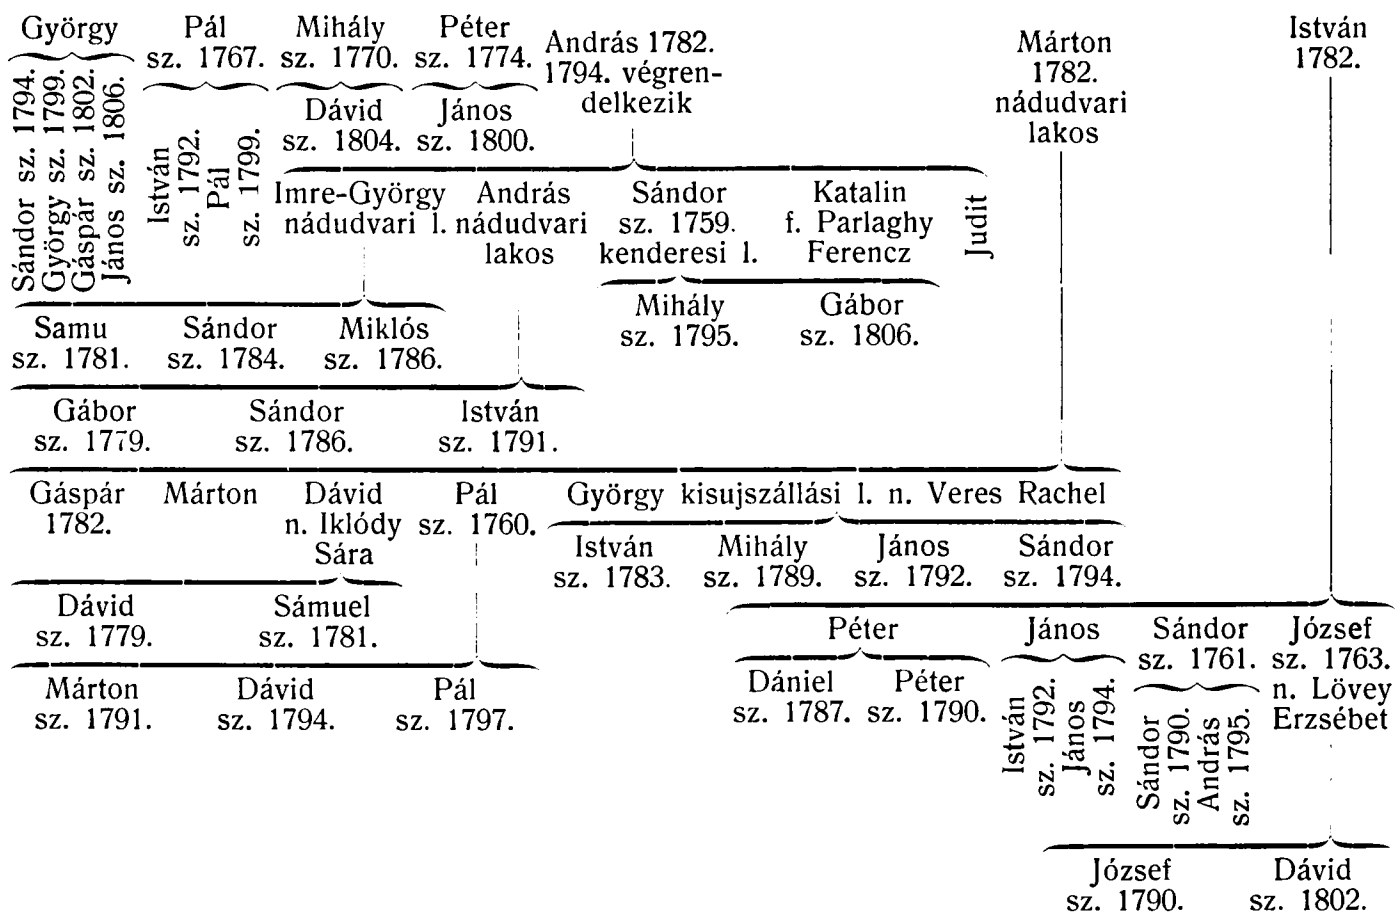 György
Sándor sz. 1794.
György sz. 1799.
Gáspár sz. 1802.
János sz. 1806.
Pál
sz. 1767.
István
sz. 1792.
Pál
sz. 1799.
Mihály
sz. 1770.
Dávid
sz. 1804.
Péter
sz. 1774.
János
sz. 1800.
András 1782.
1794. végren-
delkezik
Márton
1782.
nádudvari
lakos
István
1782.
Imre-György
nádudvari l.
András
nádudvari
lakos
Sándor
sz. 1759.
kenderesi l.
Katalin
f. Parlaghy
Ferencz
Judit
Mihály
sz. 1795.
Gábor
sz. 1806.
Samu
sz. 1781.
Sándor
sz. 1784.
Miklós
sz. 1786.
Gábor
sz. 1779.
Sándor
sz. 1786.
István
sz. 1791.
Gáspár
1782.
Márton
Dávid
n. Iklódy
Sára
Pál
sz. 1760.
György kisujszállási l. n. Veres Rachel
István
sz. 1783.
Mihály
sz. 1789.
János
sz. 1792.
Sándor
sz. 1794.
Dávid
sz. 1779.
Sámuel
sz. 1781.
Márton
sz. 1791.
Dávid
sz. 1794.
Pál
sz. 1797.
Péter
János
Sándor
sz. 1761.
József
sz. 1763.
n. Lövey
Erzsébet
Dániel
sz. 1787.
Péter
sz. 1790.
István
sz. 1792.
János
sz. 1794.
Sándor
sz. 1790.
András
sz. 1795.
József
sz. 1790.
Dávid
sz. 1802.